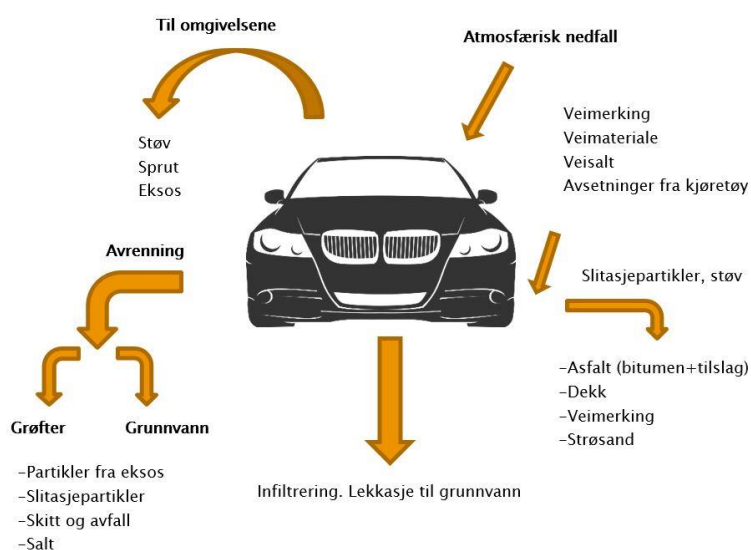 Til omgivelsene
Atmosfærisk nedfall
Støv
Sprut
Eksos
Veimerking
Veimateriale
Veisalt
Avsetninger fra kjøretøy
Avrenning
Slitasjepartikler, støv
-Asfalt (bitumen+tilslag)
-Dekk
-Veimerking
-Strøsand
Grøfter
Grunnvann
-Partikler fra eksos
-Slitasjepartikler
-Skitt og avfall
-Salt
Infiltrering. Lekkasje til grunnvann